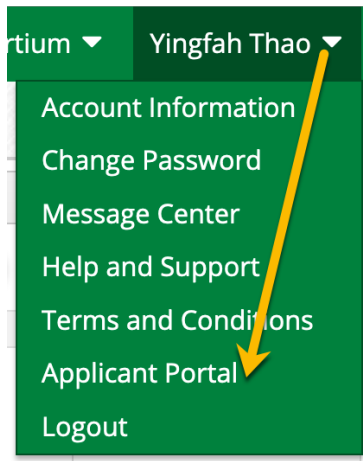 rtium Yingfah Thao
Account Information
Change Password
Message Center
Help and Support
Terms and Conditions
Applicant Portal
Logout